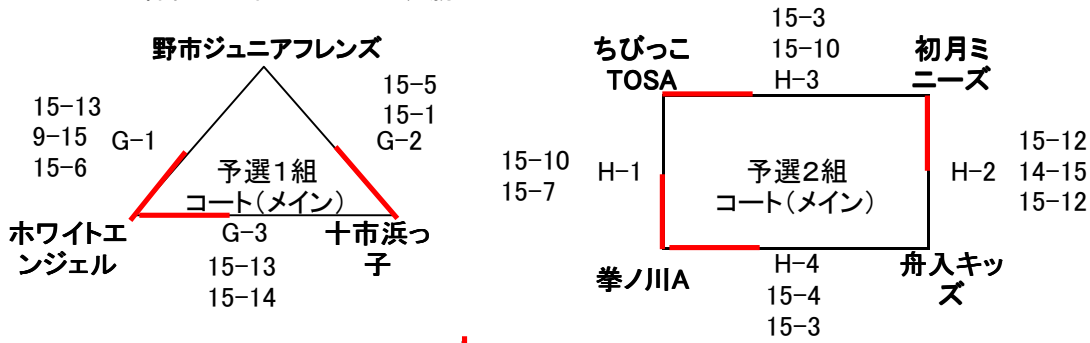 野市ジュニアフレンズ
15-13
9-15
15-6
G-1
15-5
15-1
G-2
予選1組
コート(メイン)
ホワイトエ
ンジェル
G-3
15-13
15-14
十市浜っ
子
ちびっこ
TOSA
15-3
15-10
H-3
初月ミ
ニーズ
15-10
15-7
H-1
予選2組
コート(メイン)
H-2
15-12
14-15
15-12
拳ノ川A
H-4
15-4
15-3
舟入キッ
ズ